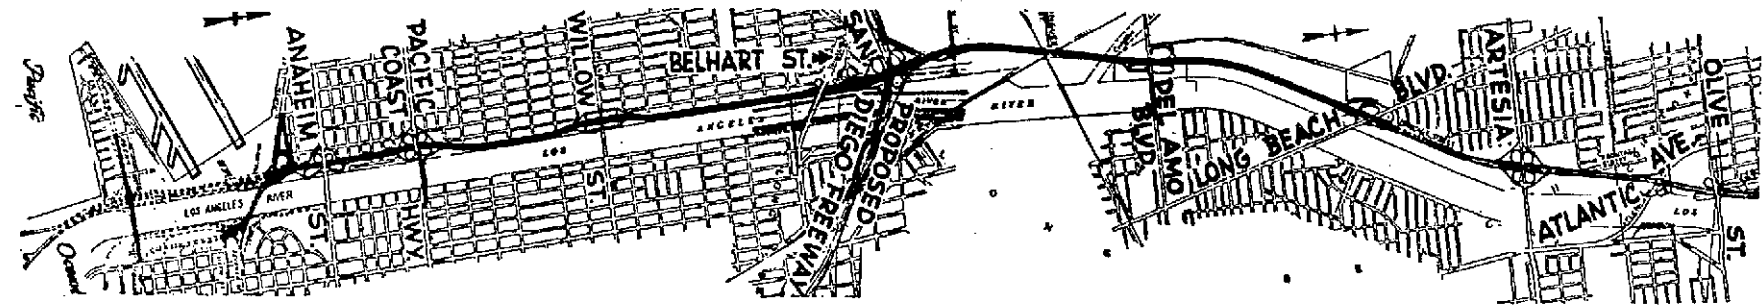 Pacific
Ocean
ANAHEIM ST.
PACIFIC COAST HWY.
WILLOW ST.
BELHART ST.
SAN DIEGO FREEWAY
PROPOSED
LOS ANGELES RIVER
LOS
ANGELES
RIVER
RIVER
DEL AMO BLVD.
LONG BEACH BLVD.
ARTESIA
ATLANTIC AVE.
OLIVE ST.
LOS